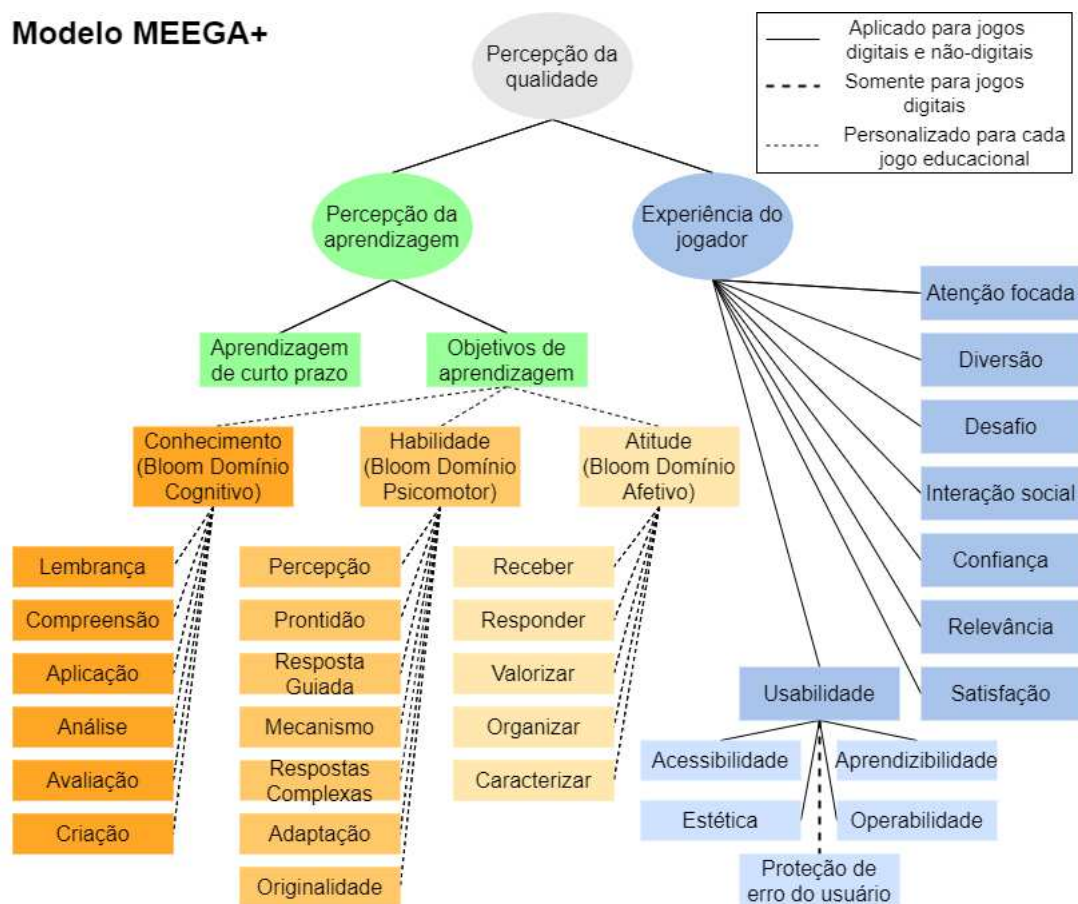 Modelo MEEGA+
Percepção da
qualidade
Aplicado para jogos
digitais e não-digitais
Somente para jogos
digitais
Personalizado para cada
jogo educacional
Percepção da
aprendizagem
Experiência do
jogador
Aprendizagem
de curto prazo
Objetivos de
aprendizagem
Conhecimento
(Bloom Domínio
Cognitivo)
Habilidade
(Bloom Domínio
Psicomotor)
Atitude
(Bloom Domínio
Afetivo)
Lembrança
Compreensão
Aplicação
Análise
Avaliação
Criação
Percepção
Prontidão
Resposta
Guiada
Mecanismo
Respostas
Complexas
Adaptação
Originalidade
Receber
Responder
Valorizar
Organizar
Caracterizar
Atenção focada
Diversão
Desafio
Interação social
Confiança
Relevância
Satisfação
Usabilidade
Acessibilidade
Aprendizibilidade
Estética
Operabilidade
Proteção de
erro do usuário